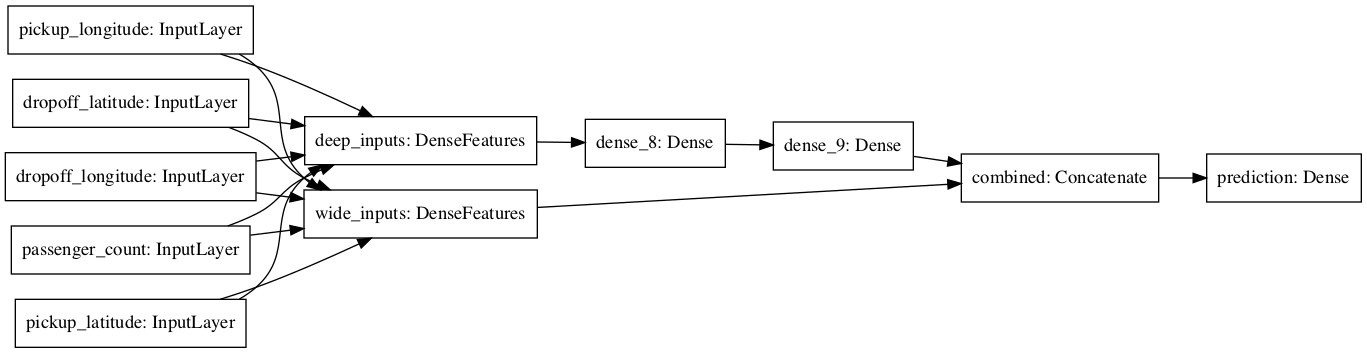 pickup_longitude: InputLayer
dropoff_latitude: InputLayer
dropoff_longitude: InputLayer
passenger_count: InputLayer
pickup_latitude: InputLayer
deep_inputs: DenseFeatures
wide_inputs: DenseFeatures
dense_8: Dense
dense_9: Dense
combined: Concatenate
prediction: Dense